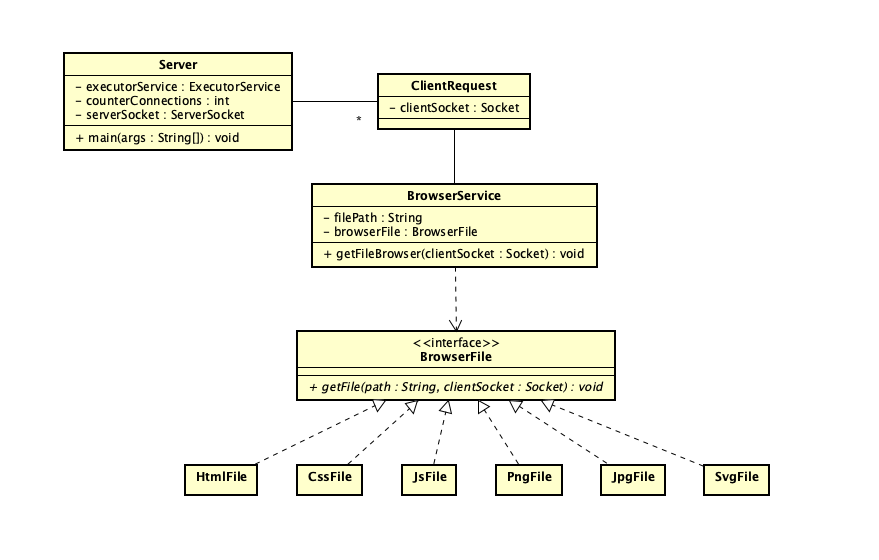 Server
- executorService : ExecutorService
- counterConnections : int
- serverSocket : ServerSocket
+ main(args : String[]) : void
*
ClientRequest
- clientSocket : Socket
BrowserService
- filePath : String
- browserFile : BrowserFile
+ getFileBrowser(clientSocket : Socket) : void
<<interface>>
BrowserFile
+ getFile(path : String, clientSocket : Socket) : void
HtmlFile
CssFile
JsFile
PngFile
JpgFile
SvgFile